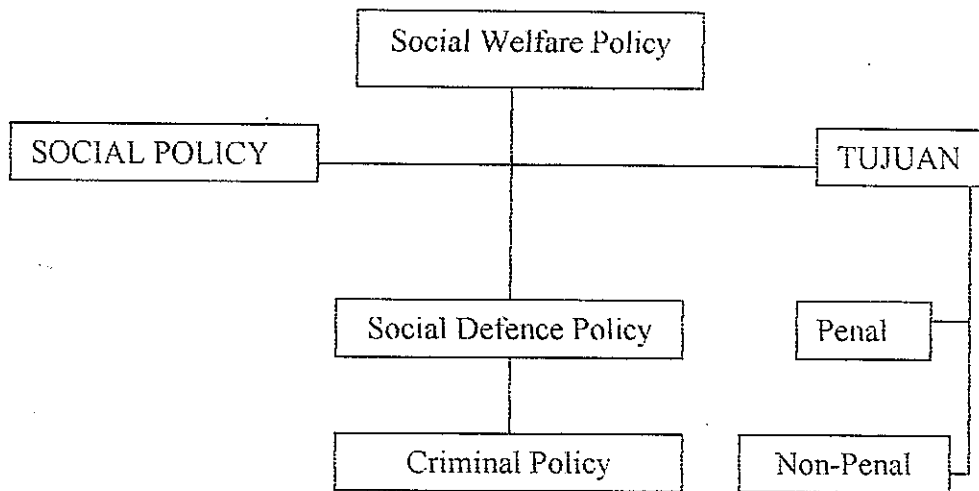 Social Welfare Policy
SOCIAL POLICY
TUJUAN
Social Defence Policy
Penal
Criminal Policy
Non-Penal